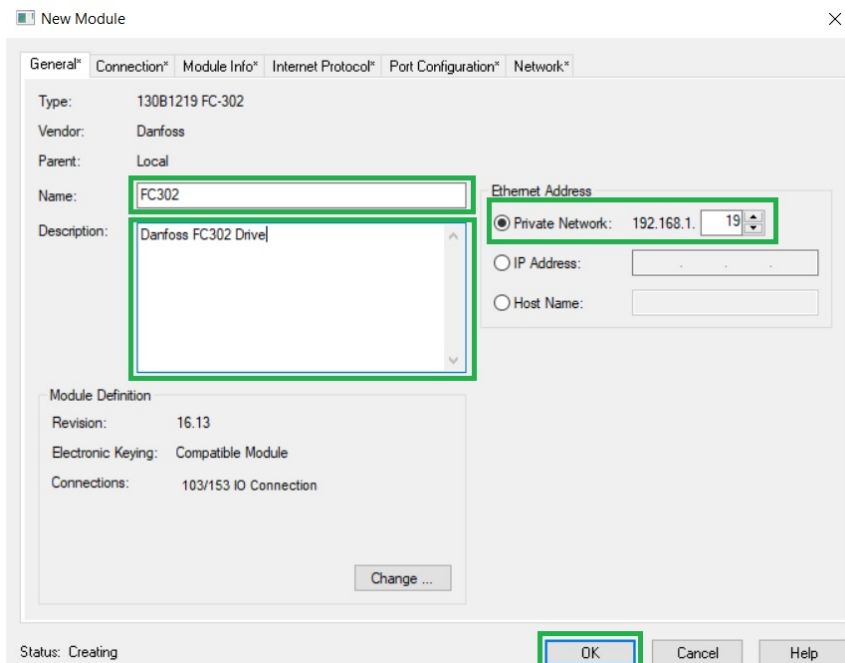 New Module
General* Connection* Module Info* Internet Protocol* Port Configuration* Network*
Type: 130B1219 FC-302
Vendor: Danfoss
Parent: Local
Name: FC302
Description: Danfoss FC302 Drive
Ethernet Address
Private Network: 192.168.1. 19
IP Address: . . .
Host Name:
Module Definition
Revision: 16.13
Electronic Keying: Compatible Module
Connections: 103/153 IO Connection
Change ...
Status: Creating
OK Cancel Help